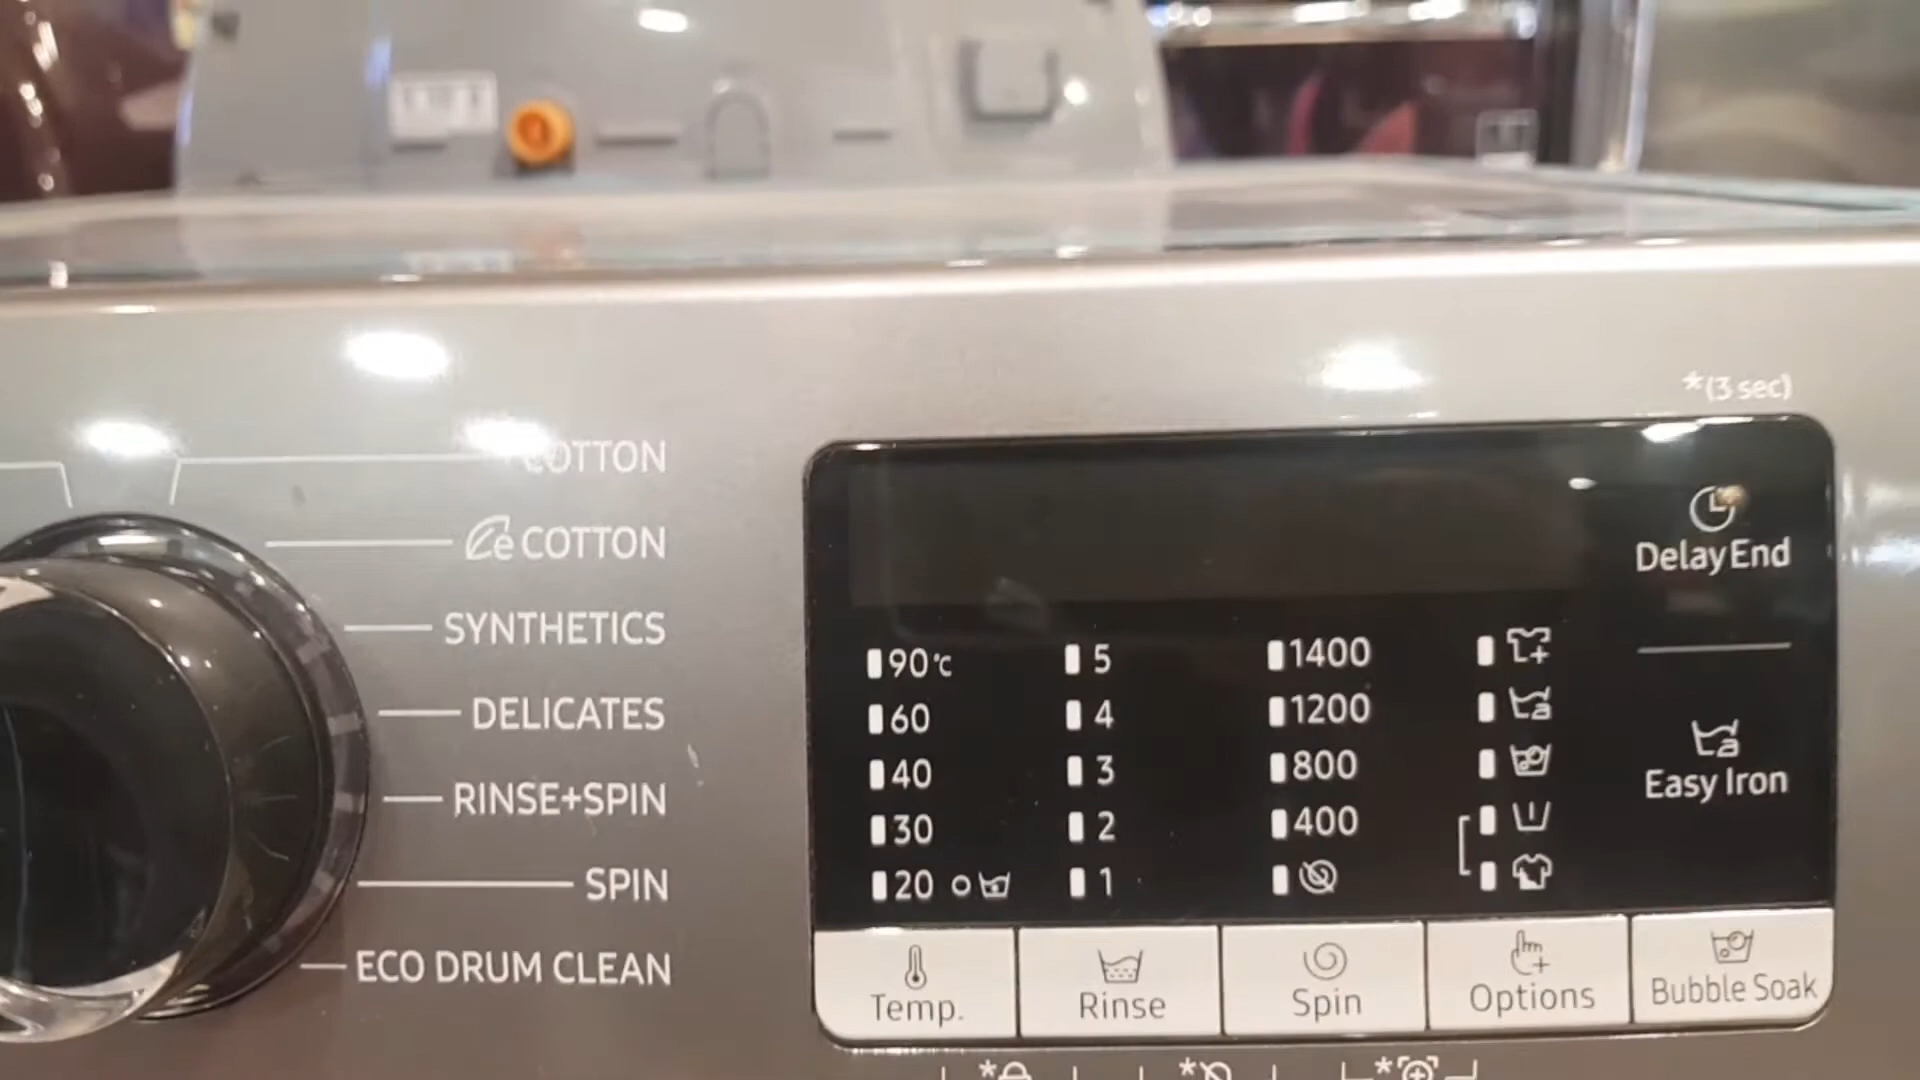 *(3 sec)
COTTON
e COTTON
SYNTHETICS
DELICATES
RINSE+SPIN
SPIN
ECO DRUM CLEAN
Delay End
Easy Iron
90°C 5 1400
60 4 1200
40 3 800
30 2 400
20 1
Temp. Rinse Spin Options Bubble Soak
* * *